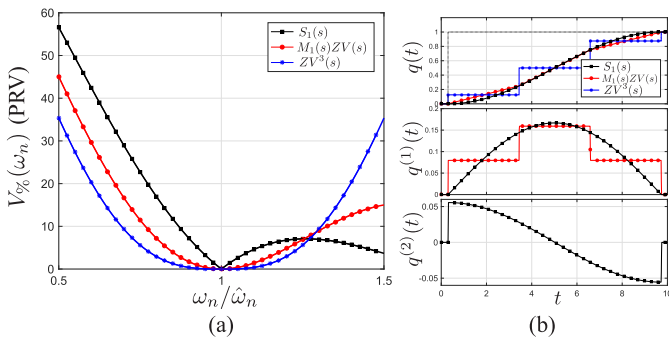 60
50
40
30
20
10
0
V%(ωn) (PRV)
S1(s)
M1(s)ZV(s)
ZV³(s)
0.5
1
1.5
ωn/ω̂n
(a)
1
0.8
0.6
0.4
0.2
0
q(t)
S1(s)
M1(s)ZV(s)
ZV³(s)
0.2
0.15
0.1
0.05
0
q⁽¹⁾(t)
0.05
0
-0.05
q⁽²⁾(t)
0
2
4
6
8
10
t
(b)